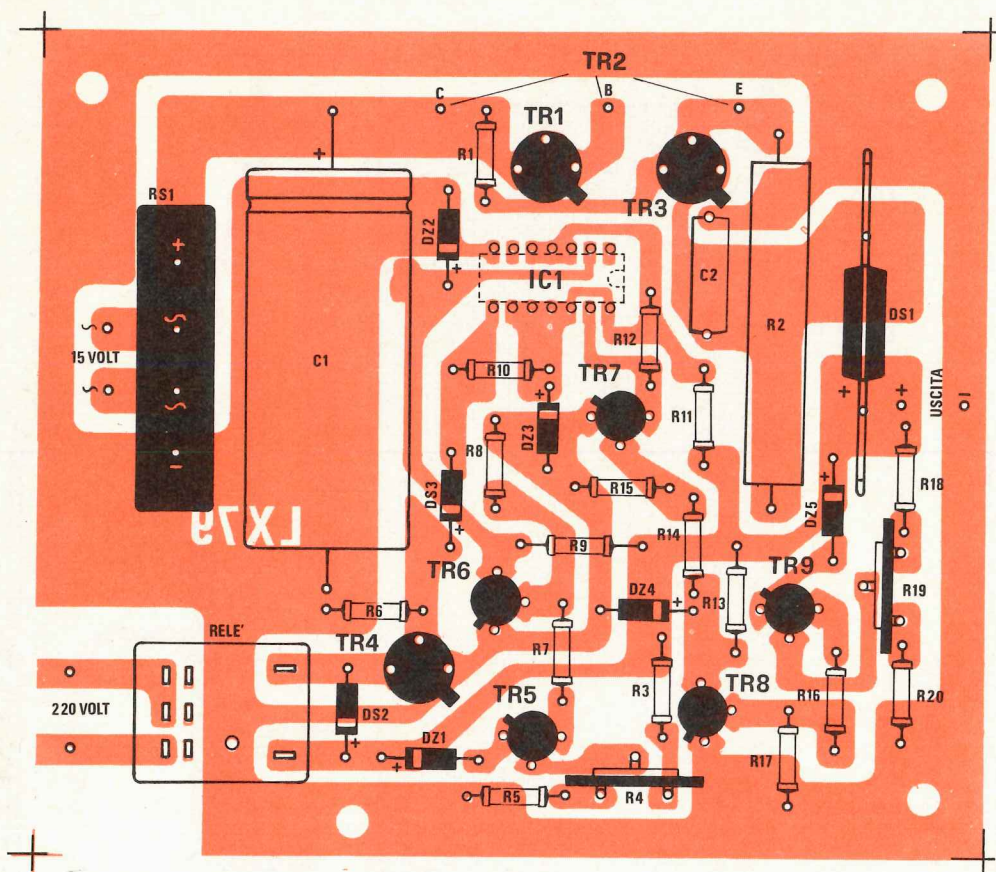 TR2
C
B
E
TR1
R1
TR3
RS1
+
+
DZ2
+
IC1
C2
R2
DS1
R12
15 VOLT
C1
R10
TR7
+
R11
+
+
USCITA
−
DZ3
R8
R18
−
DS3
+
R15
DZ5
+
LX79
R14
R9
TR9
TR6
R19
R6
DZ4
+
R13
RELE'
TR4
R7
R3
TR8
R16
R20
220 VOLT
DS2
+
TR5
DZ1
+
R17
R5
R4